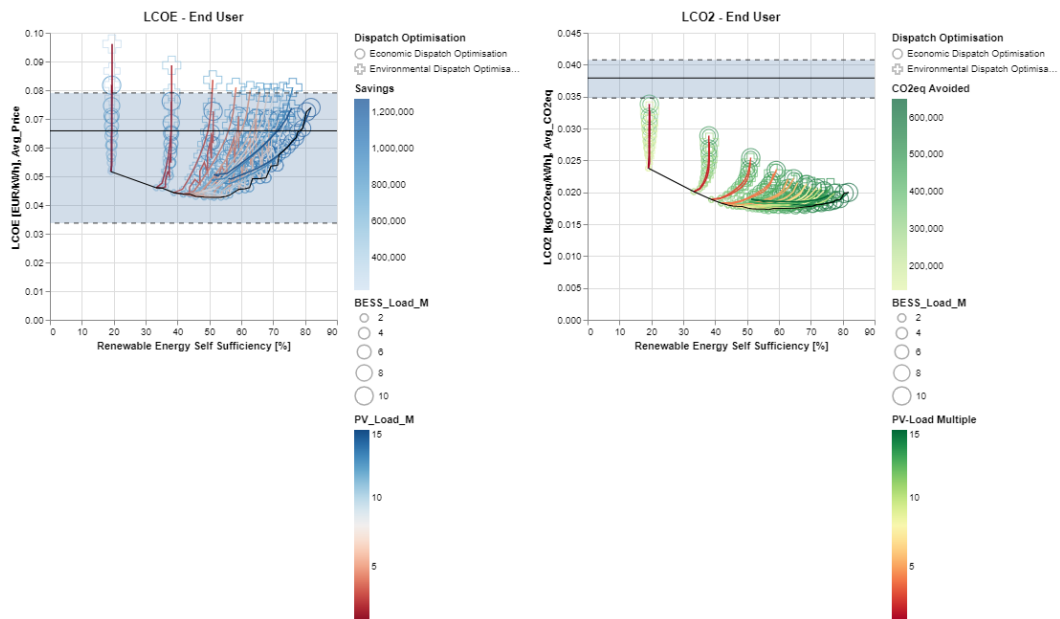 LCOE - End User
LCOE [EUR/kWh], Avg_Price
0.10
0.09
0.08
0.07
0.06
0.05
0.04
0.03
0.02
0.01
0.00
0 10 20 30 40 50 60 70 80 90
Renewable Energy Self Sufficiency [%]
Dispatch Optimisation
Economic Dispatch Optimisation
Environmental Dispatch Optimisa...
Savings
1,200,000
1,000,000
800,000
600,000
400,000
BESS_Load_M
2
4
6
8
10
PV_Load_M
15
10
5
LCO2 - End User
LCO2 [kgCO2eq/kWh], Avg_CO2eq
0.045
0.040
0.035
0.030
0.025
0.020
0.015
0.010
0.005
0.000
0 10 20 30 40 50 60 70 80 90
Renewable Energy Self Sufficiency [%]
Dispatch Optimisation
Economic Dispatch Optimisation
Environmental Dispatch Optimisa...
CO2eq Avoided
600,000
500,000
400,000
300,000
200,000
BESS_Load_M
2
4
6
8
10
PV-Load Multiple
15
10
5